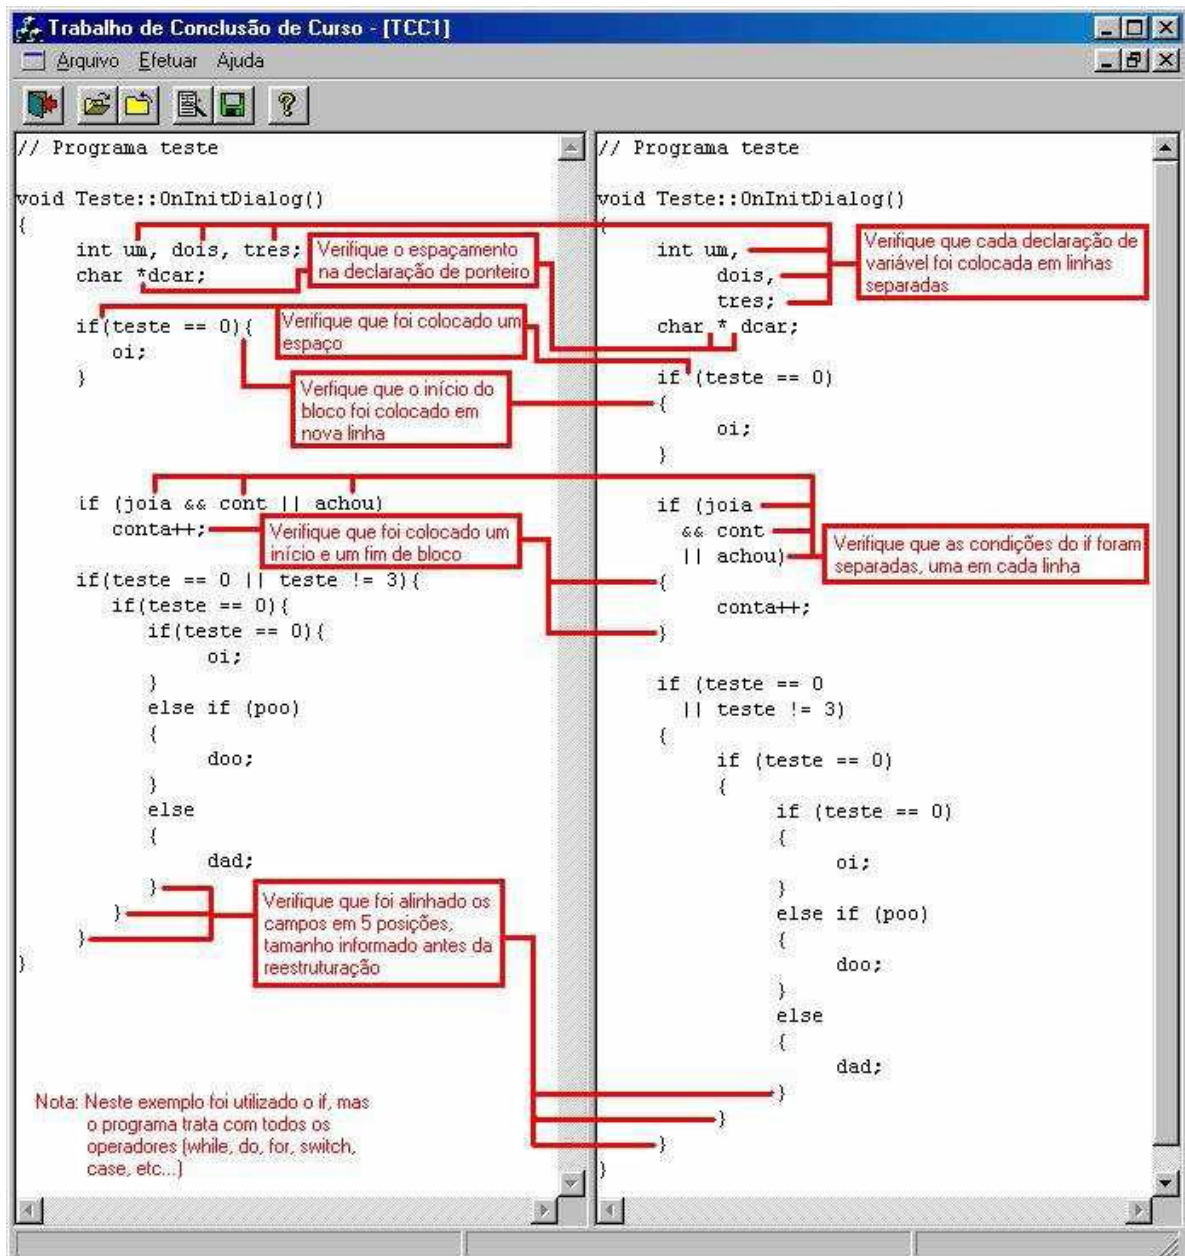 Trabalho de Conclusão de Curso - [TCC1]
Arquivo Efetuar Ajuda
// Programa teste
void Teste::OnInitDialog()
{
int um, dois, tres;
char *dcar;
if(teste == 0){
oi;
}
if (joia && cont || achou)
conta++;
if(teste == 0 || teste != 3){
if(teste == 0){
if(teste == 0){
oi;
}
else if (poo)
{
doo;
}
else
{
dad;
}
}
}
}
Verifique o espaçamento
na declaração de ponteiro
Verifique que foi colocado um
espaço
Verfique que o início do
bloco foi colocado em
nova linha
Verifique que foi colocado um
início e um fim de bloco
Verifique que foi alinhado os
campos em 5 posições,
tamanho informado antes da
reestruturação
Nota: Neste exemplo foi utilizado o if, mas
o programa trata com todos os
operadores (while, do, for, switch,
case, etc...)
// Programa teste
void Teste::OnInitDialog()
{
int um,
dois,
tres;
char * dcar;
if (teste == 0)
{
oi;
}
if (joia
&& cont
|| achou)
{
conta++;
}
if (teste == 0
|| teste != 3)
{
if (teste == 0)
{
if (teste == 0)
{
oi;
}
else if (poo)
{
doo;
}
else
{
dad;
}
}
}
}
Verifique que cada declaração de
variável foi colocada em linhas
separadas
Verifique que as condições do if foram
separadas, uma em cada linha